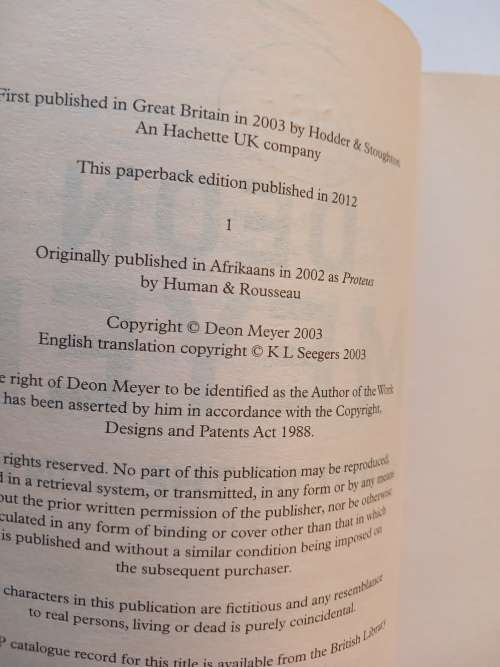 First published in Great Britain in 2003 by Hodder & Stoughton
An Hachette UK company
This paperback edition published in 2012
1
Originally published in Afrikaans in 2002 as Proteus
by Human & Rousseau
Copyright © Deon Meyer 2003
English translation copyright © K L Seegers 2003
right of Deon Meyer to be identified as the Author of the Work
has been asserted by him in accordance with the Copyright,
Designs and Patents Act 1988.
rights reserved. No part of this publication may be reproduced,
in a retrieval system, or transmitted, in any form or by any means
the prior written permission of the publisher, nor be otherwise
in any form of binding or cover other than that in which
is published and without a similar condition being imposed on
the subsequent purchaser.
characters in this publication are fictitious and any resemblance
to real persons, living or dead is purely coincidental.
catalogue record for this title is available from the British Library